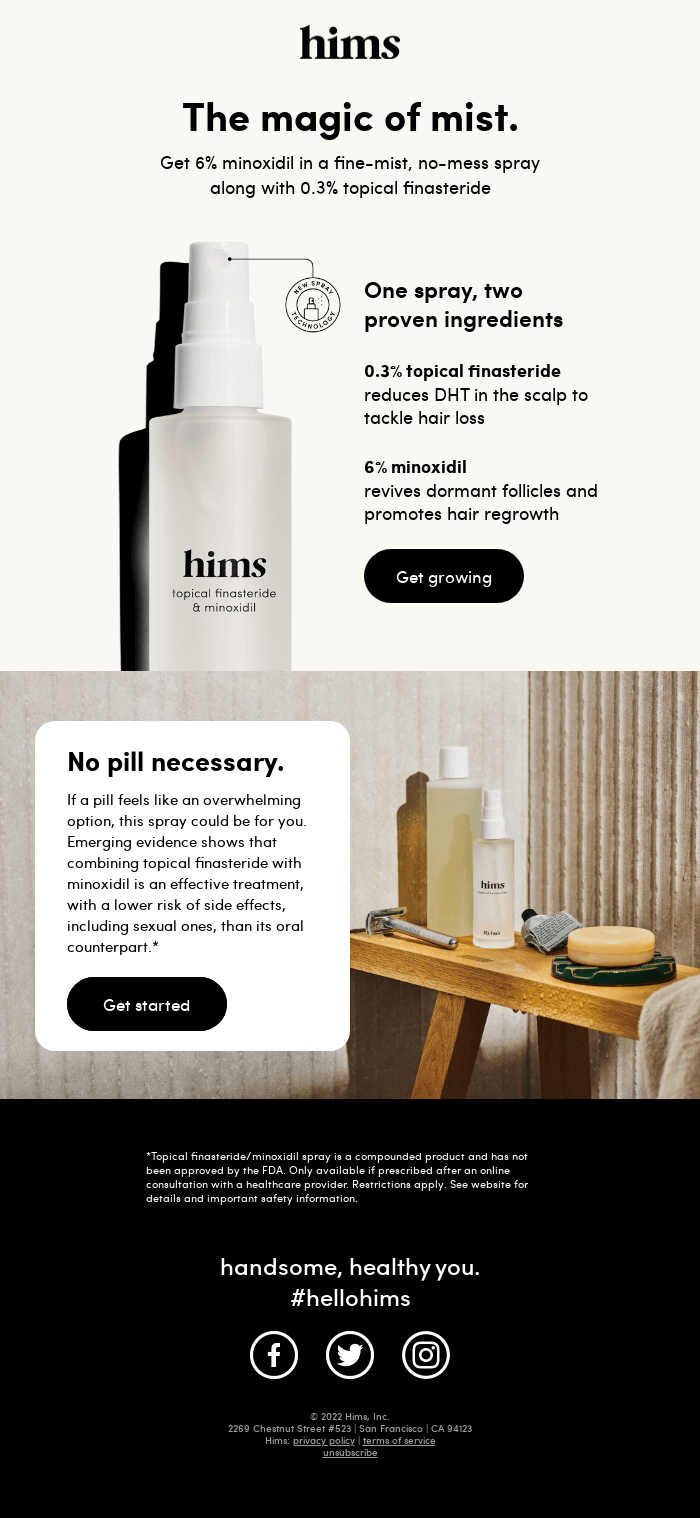 hims
The magic of mist.
Get 6% minoxidil in a fine-mist, no-mess spray
along with 0.3% topical finasteride
NEW SPRAY
TECHNOLOGY
One spray, two
proven ingredients
0.3% topical finasteride
reduces DHT in the scalp to
tackle hair loss
6% minoxidil
revives dormant follicles and
promotes hair regrowth
Get growing
hims
topical finasteride
& minoxidil
No pill necessary.
If a pill feels like an overwhelming
option, this spray could be for you.
Emerging evidence shows that
combining topical finasteride with
minoxidil is an effective treatment,
with a lower risk of side effects,
including sexual ones, than its oral
counterpart.*
Get started
hims
Rx hair
*Topical finasteride/minoxidil spray is a compounded product and has not
been approved by the FDA. Only available if prescribed after an online
consultation with a healthcare provider. Restrictions apply. See website for
details and important safety information.
handsome, healthy you.
#hellohims
© 2022 Hims, Inc.
2269 Chestnut Street #523 | San Francisco | CA 94123
Hims: privacy policy | terms of service
unsubscribe